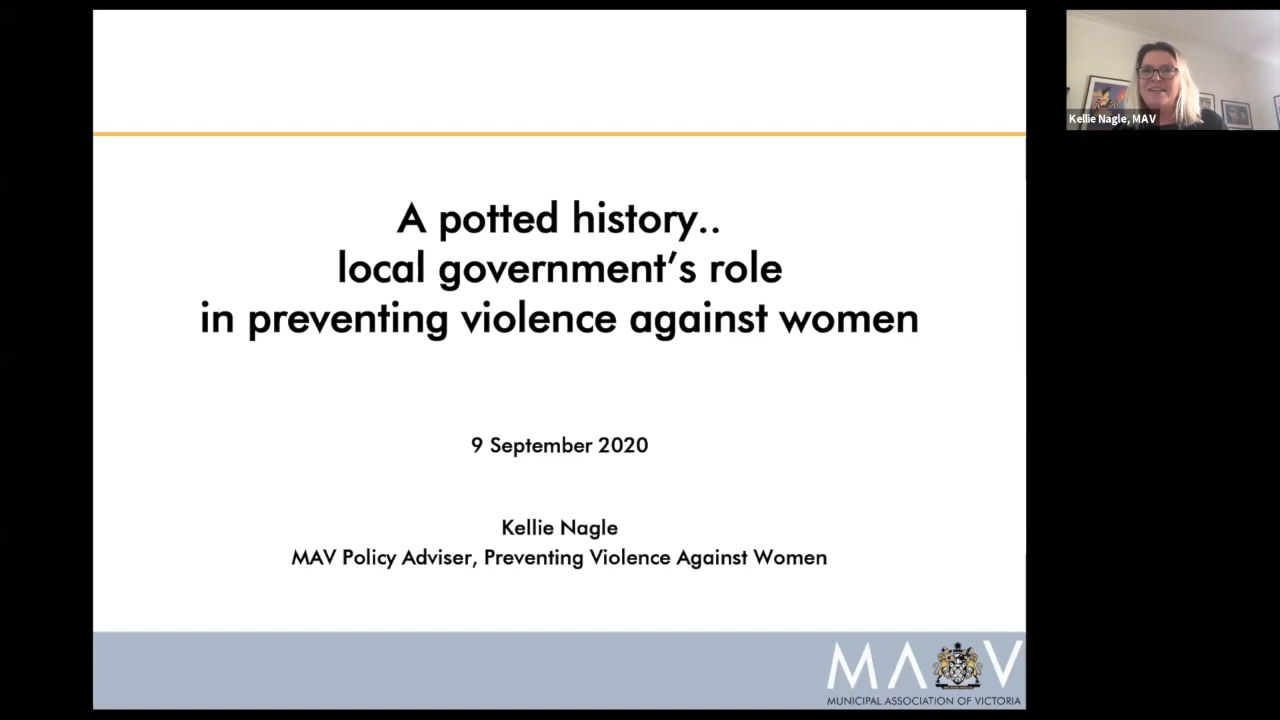 A potted history..
local government's role
in preventing violence against women
9 September 2020
Kellie Nagle
MAV Policy Adviser, Preventing Violence Against Women
MAV
MUNICIPAL ASSOCIATION OF VICTORIA
Kellie Nagle, MAV